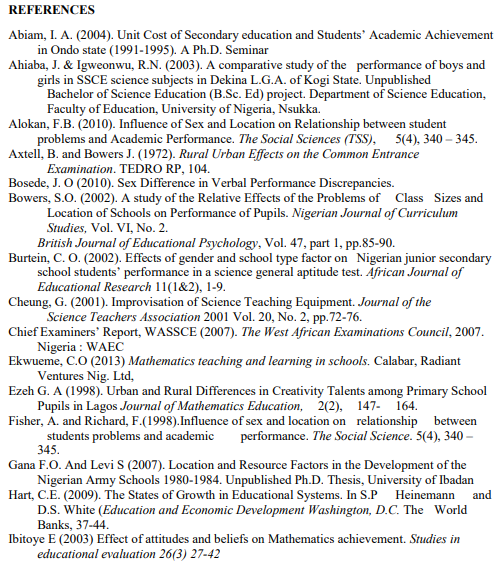 REFERENCES
Abiam, I. A. (2004). Unit Cost of Secondary education and Students' Academic Achievement
in Ondo state (1991-1995). A Ph.D. Seminar
Ahiaba, J. & Igweonwu, R.N. (2003). A comparative study of the performance of boys and
girls in SSCE science subjects in Dekina L.G.A. of Kogi State. Unpublished
Bachelor of Science Education (B.Sc. Ed) project. Department of Science Education,
Faculty of Education, University of Nigeria, Nsukka.
Alokan, F.B. (2010). Influence of Sex and Location on Relationship between student
problems and Academic Performance. The Social Sciences (TSS), 5(4), 340 – 345.
Axtell, B. and Bowers J. (1972). Rural Urban Effects on the Common Entrance
Examination. TEDRO RP, 104.
Bosede, J. O (2010). Sex Difference in Verbal Performance Discrepancies.
Bowers, S.O. (2002). A study of the Relative Effects of the Problems of Class Sizes and
Location of Schools on Performance of Pupils. Nigerian Journal of Curriculum
Studies, Vol. VI, No. 2.
British Journal of Educational Psychology, Vol. 47, part 1, pp.85-90.
Burtein, C. O. (2002). Effects of gender and school type factor on Nigerian junior secondary
school students' performance in a science general aptitude test. African Journal of
Educational Research 11(1&2), 1-9.
Cheung, G. (2001). Improvisation of Science Teaching Equipment. Journal of the
Science Teachers Association 2001 Vol. 20, No. 2, pp.72-76.
Chief Examiners' Report, WASSCE (2007). The West African Examinations Council, 2007.
Nigeria : WAEC
Ekwueme, C.O (2013) Mathematics teaching and learning in schools. Calabar, Radiant
Ventures Nig. Ltd,
Ezeh G. A (1998). Urban and Rural Differences in Creativity Talents among Primary School
Pupils in Lagos Journal of Mathematics Education, 2(2), 147- 164.
Fisher, A. and Richard, F.(1998).Influence of sex and location on relationship between
students problems and academic performance. The Social Science. 5(4), 340 –
345.
Gana F.O. And Levi S (2007). Location and Resource Factors in the Development of the
Nigerian Army Schools 1980-1984. Unpublished Ph.D. Thesis, University of Ibadan
Hart, C.E. (2009). The States of Growth in Educational Systems. In S.P Heinemann and
D.S. White (Education and Economic Development Washington, D.C. The World
Banks, 37-44.
Ibitoye E (2003) Effect of attitudes and beliefs on Mathematics achievement. Studies in
educational evaluation 26(3) 27-42